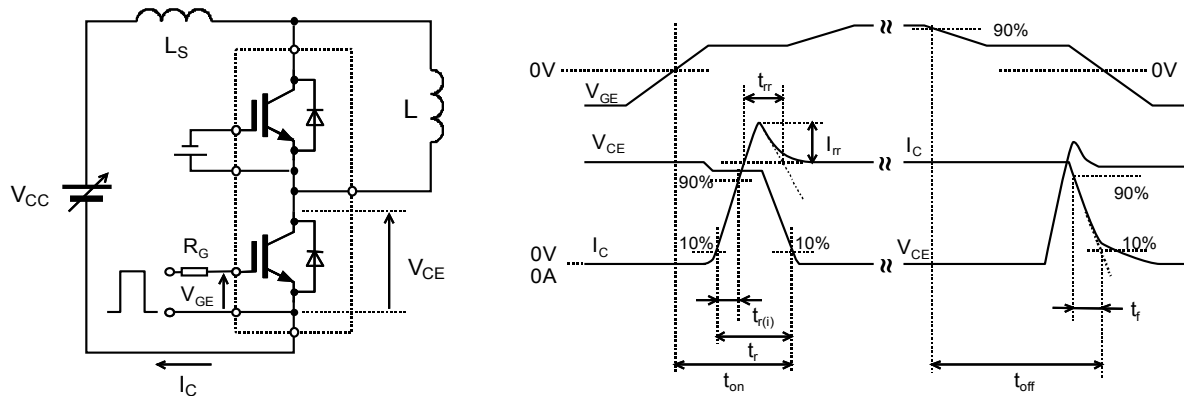 L_S
L
V_CC
R_G
V_GE
V_CE
I_C
0V
V_GE
90%
0V
t_rr
I_rr
V_CE
I_C
90%
90%
10%
10%
10%
0V
0A
I_C
V_CE
t_r(i)
t_f
t_r
t_on
t_off